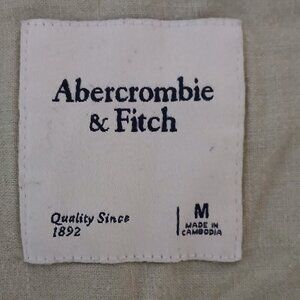 Abercrombie
& Fitch
Quality Since
1892
M
MADE IN
CAMBODIA